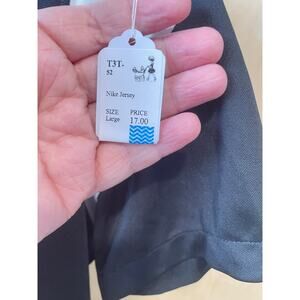 T3T-
52
Nike Jersey
SIZE PRICE
Large 17.00